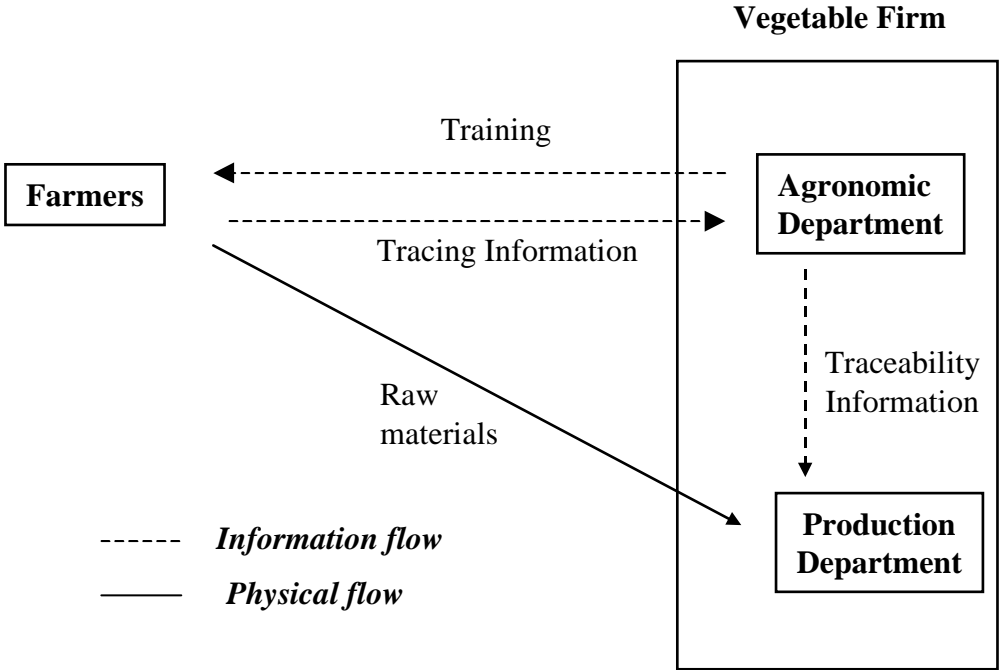 Vegetable Firm
Training
Farmers
Agronomic
Department
Tracing Information
Traceability
Information
Raw
materials
Production
Department
Information flow
Physical flow